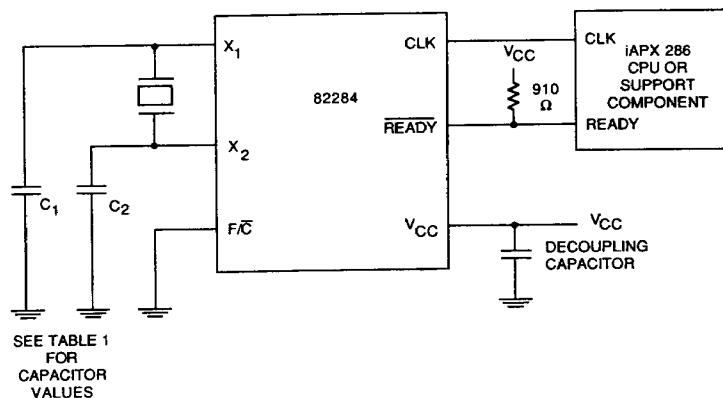 X1
CLK
VCC
CLK
iAPX 286
CPU OR
SUPPORT
COMPONENT
82284
910
Ω
READY
READY
X2
C1
C2
F/C
VCC
VCC
DECOUPLING
CAPACITOR
SEE TABLE 1
FOR
CAPACITOR
VALUES